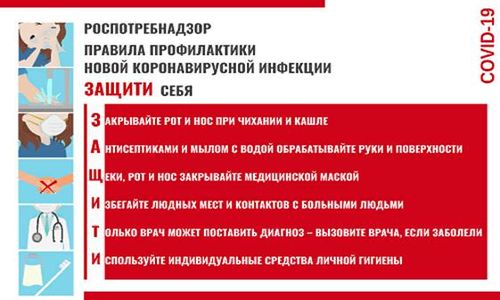 РОСПОТРЕБНАДЗОР
ПРАВИЛА ПРОФИЛАКТИКИ
НОВОЙ КОРОНАВИРУСНОЙ ИНФЕКЦИИ
ЗАЩИТИ СЕБЯ
ЗАКРЫВАЙТЕ РОТ И НОС ПРИ ЧИХАНИИ И КАШЛЕ
АНТИСЕПТИКАМИ И МЫЛОМ С ВОДОЙ ОБРАБАТЫВАЙТЕ РУКИ И ПОВЕРХНОСТИ
ЩЕКИ, РОТ И НОС ЗАКРЫВАЙТЕ МЕДИЦИНСКОЙ МАСКОЙ
ИЗБЕГАЙТЕ ЛЮДНЫХ МЕСТ И КОНТАКТОВ С БОЛЬНЫМИ ЛЮДЬМИ
ТОЛЬКО ВРАЧ МОЖЕТ ПОСТАВИТЬ ДИАГНОЗ – ВЫЗОВИТЕ ВРАЧА, ЕСЛИ ЗАБОЛЕЛИ
ИСПОЛЬЗУЙТЕ ИНДИВИДУАЛЬНЫЕ СРЕДСТВА ЛИЧНОЙ ГИГИЕНЫ
COVID-19